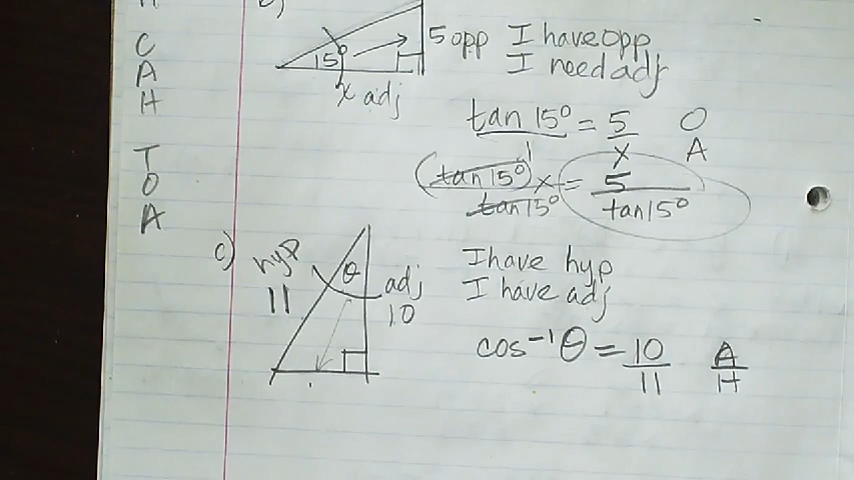 H
C
A
H
T
O
A
15°
5 opp
x adj
I have opp
I need adj
tan 15° = 5/x
O
A
(tan 15°) x = 5
tan 15° tan 15°
c)
hyp
11
θ
adj
10
I have hyp
I have adj
cos⁻¹ θ = 10/11
A/H